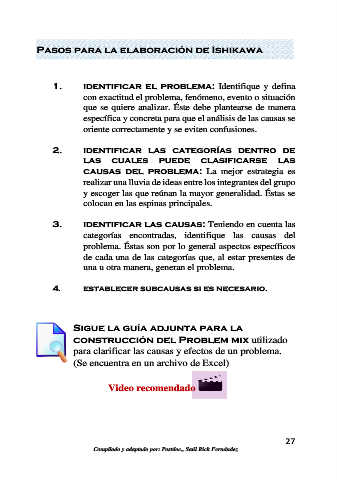 PASOS PARA LA ELABORACIÓN DE ISHIKAWA
1. IDENTIFICAR EL PROBLEMA: Identifique y defina
con exactitud el problema, fenómeno, evento o situación
que se quiere analizar. Éste debe plantearse de manera
específica y concreta para que el análisis de las causas se
oriente correctamente y se eviten confusiones.
2. IDENTIFICAR LAS CATEGORÍAS DENTRO DE
LAS CUALES PUEDE CLASIFICARSE LAS
CAUSAS DEL PROBLEMA: La mejor estrategia es
realizar una lluvia de ideas entre los integrantes del grupo
y escoger las que reúnan la mayor generalidad. Éstas se
colocan en las espinas principales.
3. IDENTIFICAR LAS CAUSAS: Teniendo en cuenta las
categorías encontradas, identifique las causas del
problema. Éstas son por lo general aspectos específicos
de cada una de las categorías que, al estar presentes de
una u otra manera, generan el problema.
4. ESTABLECER SUBCAUSAS SI ES NECESARIO.
SIGUE LA GUÍA ADJUNTA PARA LA
CONSTRUCCIÓN DEL PROBLEM MIX utilizado
para clarificar las causas y efectos de un problema.
(Se encuentra en un archivo de Excel)
Video recomendado
27
Compilado y adaptado por: Postdoc., Saúl Rick Fernández